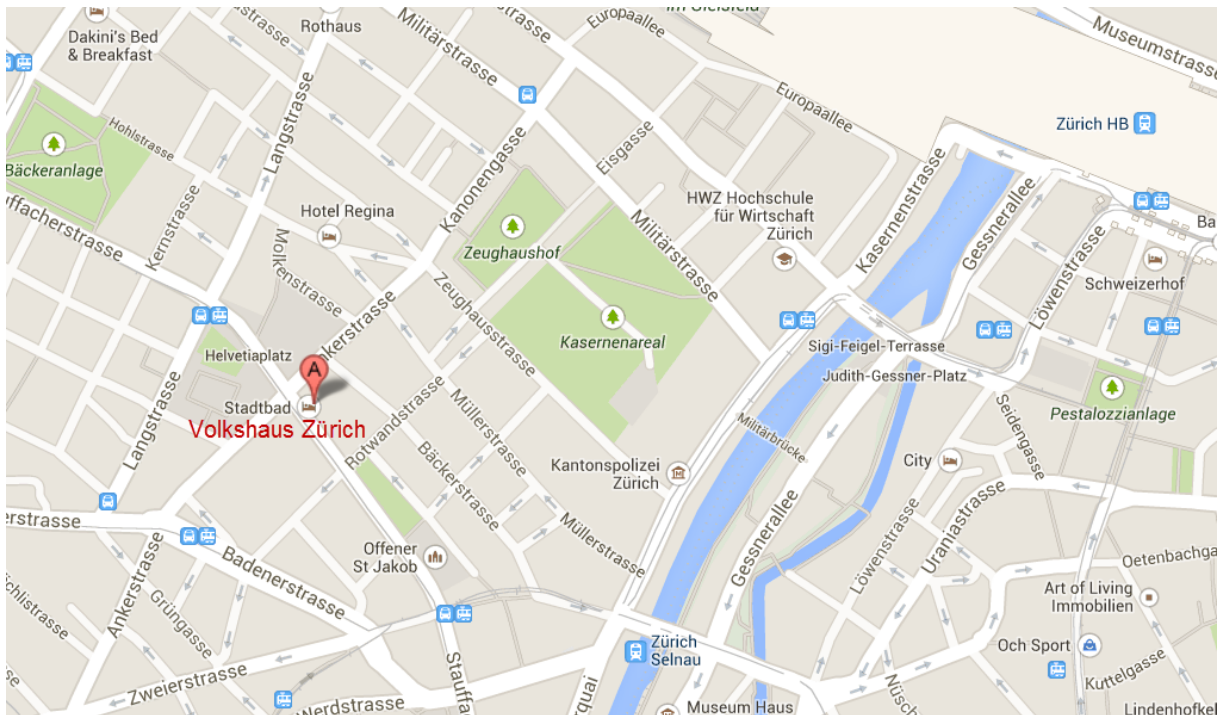 Dakini's Bed
& Breakfast
Rothaus
Militärstrasse
Europaallee
Museumstrasse
Langstrasse
Hohlstrasse
Bäckeranlage
Kernstrasse
Hotel Regina
Molkenstrasse
Kanonengasse
Eisgasse
Europaallee
Zürich HB
HWZ Hochschule
für Wirtschaft
Zürich
Kasernenstrasse
Gessnerallee
Löwenstrasse
Schweizerhof
Zeughaushof
Militärstrasse
Zeughausstrasse
Kasernenareal
Sigi-Feigel-Terrasse
Judith-Gessner-Platz
Pestalozzianlage
Helvetiaplatz
A
Stadtbad
Volkshaus Zürich
Langstrasse
Rotwandstrasse
Müllerstrasse
Bäckerstrasse
Militärbrücke
Seidengasse
Kantonspolizei
Zürich
City
Uraniastrasse
Müllerstrasse
Gessnerallee
Löwenstrasse
Offener
St Jakob
Badenerstrasse
Ankerstrasse
Grüngasse
Zweierstrasse
Werdstrasse
Zürich
Selnau
Museum Haus
Art of Living
Immobilien
Och Sport
Kuttelgasse